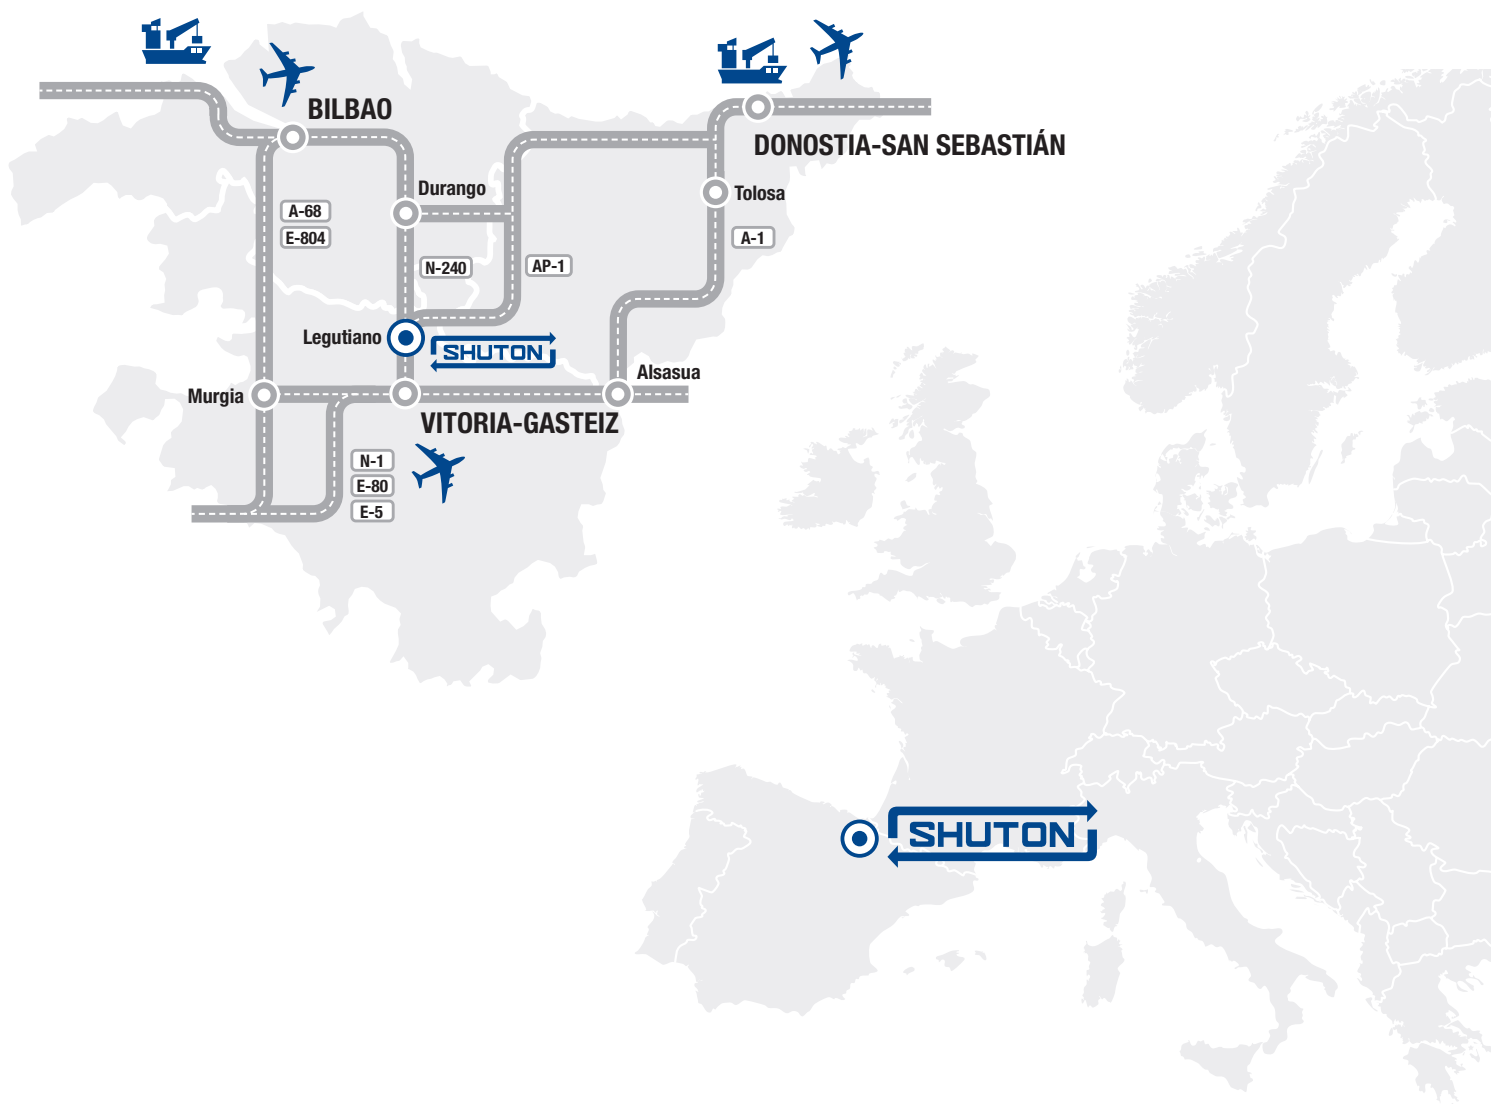 BILBAO
DONOSTIA-SAN SEBASTIÁN
Durango
Tolosa
A-68
E-804
A-1
N-240
AP-1
Legutiano
SHUTON
Alsasua
Murgia
VITORIA-GASTEIZ
N-1
E-80
E-5
SHUTON